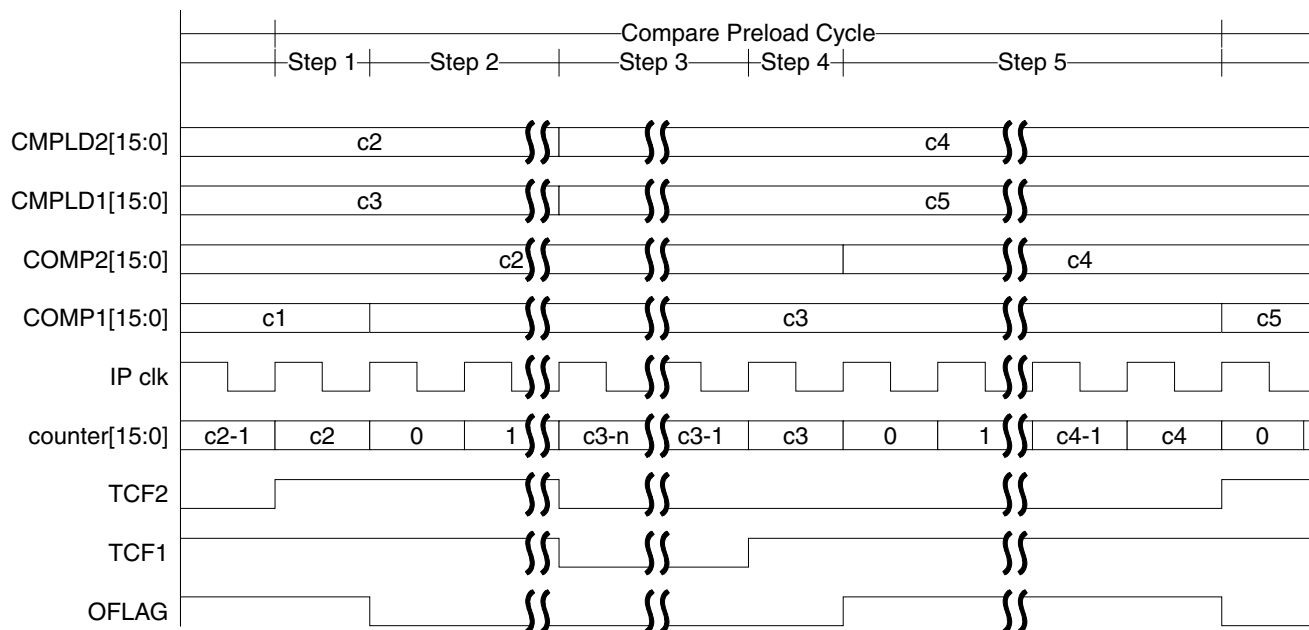 Compare Preload Cycle
Step 1 Step 2 Step 3 Step 4 Step 5
CMPLD2[15:0] c2 c4
CMPLD1[15:0] c3 c5
COMP2[15:0] c2 c4
COMP1[15:0] c1 c3 c5
IP clk
counter[15:0] c2-1 c2 0 1 c3-n c3-1 c3 0 1 c4-1 c4 0
TCF2
TCF1
OFLAG